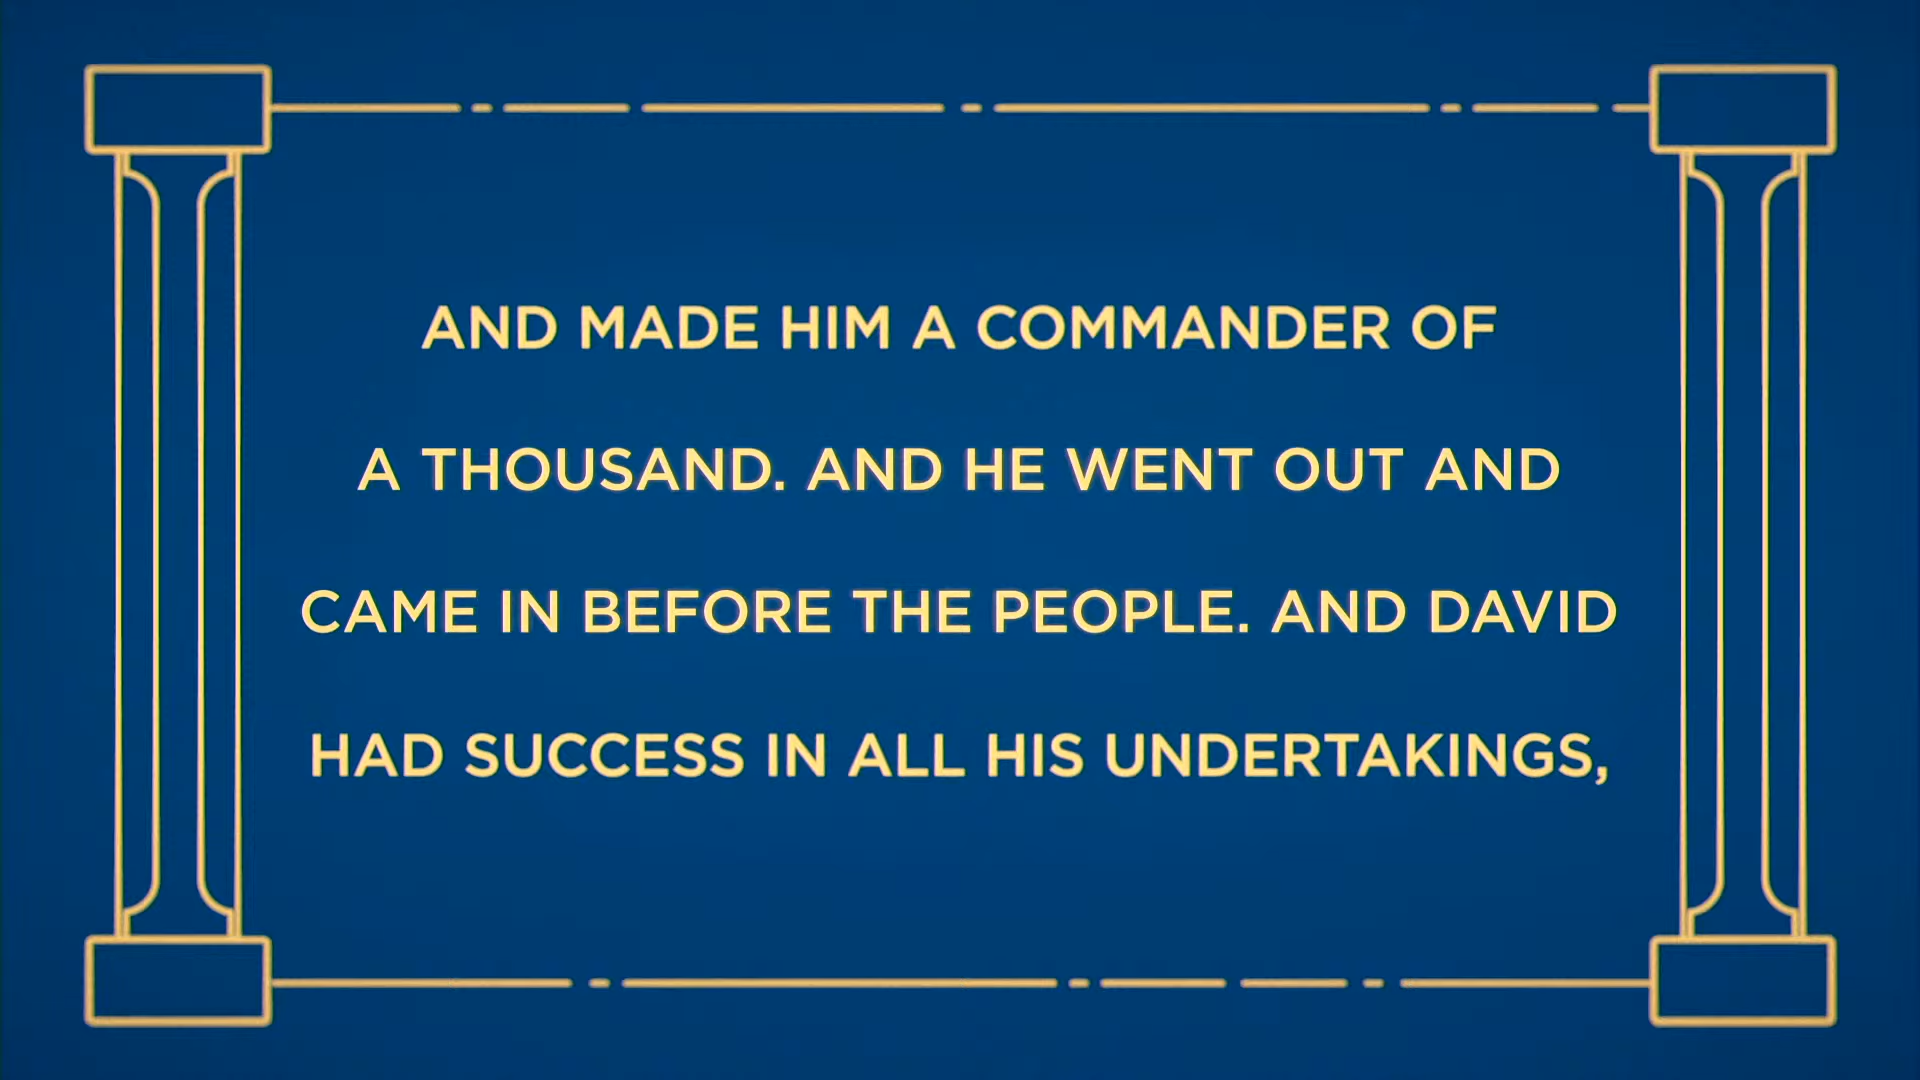 AND MADE HIM A COMMANDER OF
A THOUSAND. AND HE WENT OUT AND
CAME IN BEFORE THE PEOPLE. AND DAVID
HAD SUCCESS IN ALL HIS UNDERTAKINGS,